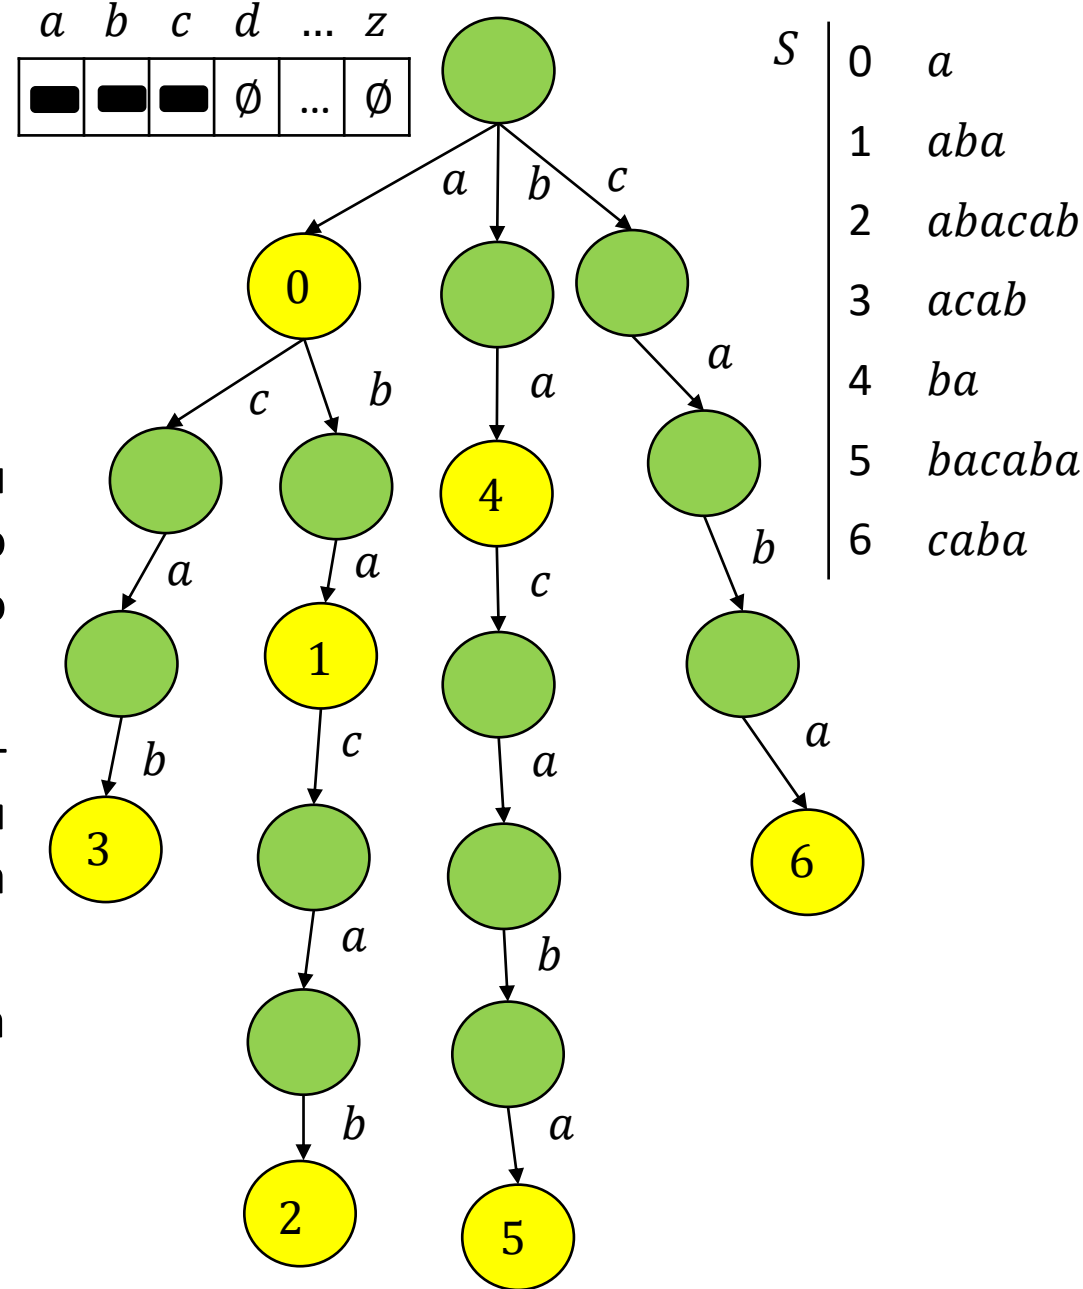 a b c d … z
∅ … ∅
S
0 a
1 aba
2 abacab
3 acab
4 ba
5 bacaba
6 caba
a b c
0
c b a a
4
a a c b
1
3 b c a a
6
a b
2 b a
5